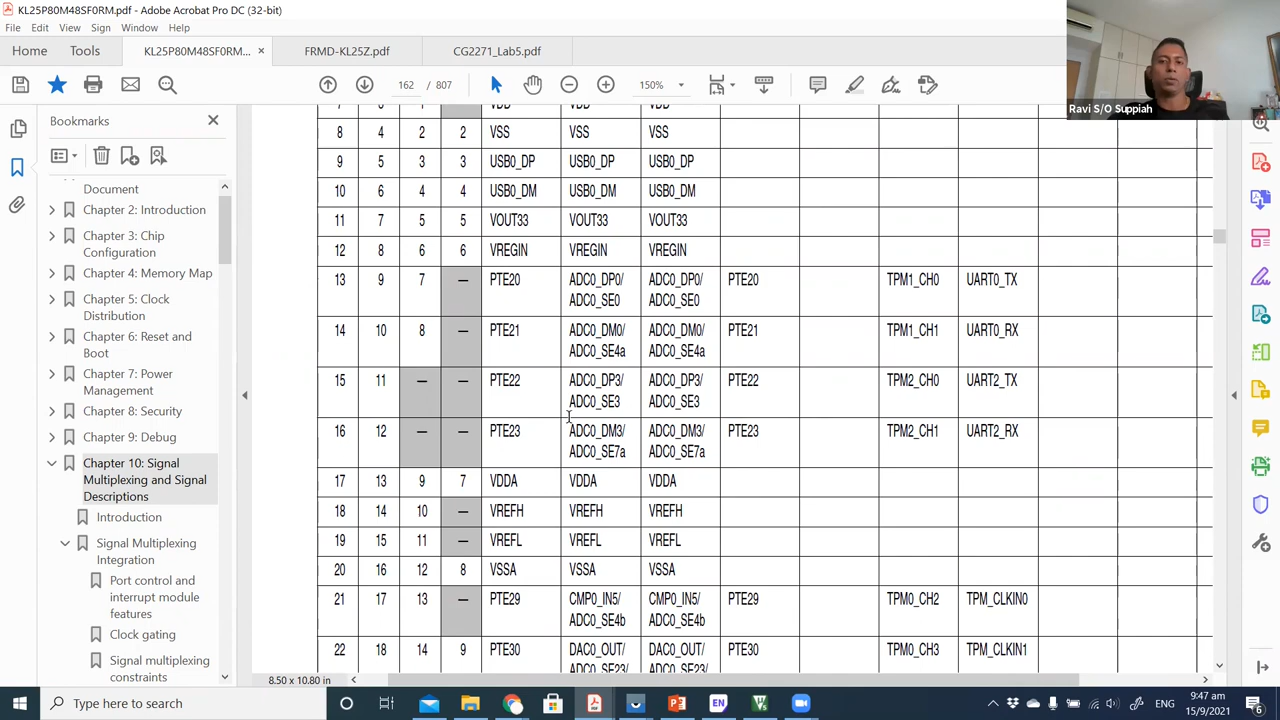 KL25P80M48SF0RM.pdf - Adobe Acrobat Pro DC (32-bit)
File Edit View Sign Window Help
Home Tools KL25P80M48SF0RM... × FRMD-KL25Z.pdf CG2271_Lab5.pdf
162 / 807 150%
Ravi S/O Suppiah
Bookmarks
Document
Chapter 2: Introduction
Chapter 3: Chip
Configuration
Chapter 4: Memory Map
Chapter 5: Clock
Distribution
Chapter 6: Reset and
Boot
Chapter 7: Power
Management
Chapter 8: Security
Chapter 9: Debug
Chapter 10: Signal
Multiplexing and Signal
Descriptions
Introduction
Signal Multiplexing
Integration
Port control and
interrupt module
features
Clock gating
Signal multiplexing
constraints
8 4 2 2 VSS VSS VSS
9 5 3 3 USB0_DP USB0_DP USB0_DP
10 6 4 4 USB0_DM USB0_DM USB0_DM
11 7 5 5 VOUT33 VOUT33 VOUT33
12 8 6 6 VREGIN VREGIN VREGIN
13 9 7 — PTE20 ADC0_DP0/ ADC0_DP0/ PTE20 TPM1_CH0 UART0_TX
ADC0_SE0 ADC0_SE0
14 10 8 — PTE21 ADC0_DM0/ ADC0_DM0/ PTE21 TPM1_CH1 UART0_RX
ADC0_SE4a ADC0_SE4a
15 11 — — PTE22 ADC0_DP3/ ADC0_DP3/ PTE22 TPM2_CH0 UART2_TX
ADC0_SE3 ADC0_SE3
16 12 — — PTE23 ADC0_DM3/ ADC0_DM3/ PTE23 TPM2_CH1 UART2_RX
ADC0_SE7a ADC0_SE7a
17 13 9 7 VDDA VDDA VDDA
18 14 10 — VREFH VREFH VREFH
19 15 11 — VREFL VREFL VREFL
20 16 12 8 VSSA VSSA VSSA
21 17 13 — PTE29 CMP0_IN5/ CMP0_IN5/ PTE29 TPM0_CH2 TPM_CLKIN0
ADC0_SE4b ADC0_SE4b
22 18 14 9 PTE30 DAC0_OUT/ DAC0_OUT/ PTE30 TPM0_CH3 TPM_CLKIN1
ADC0_SE23/ ADC0_SE23/
8.50 x 10.80 in
Type here to search
EN
ENG
9:47 am
15/9/2021
6